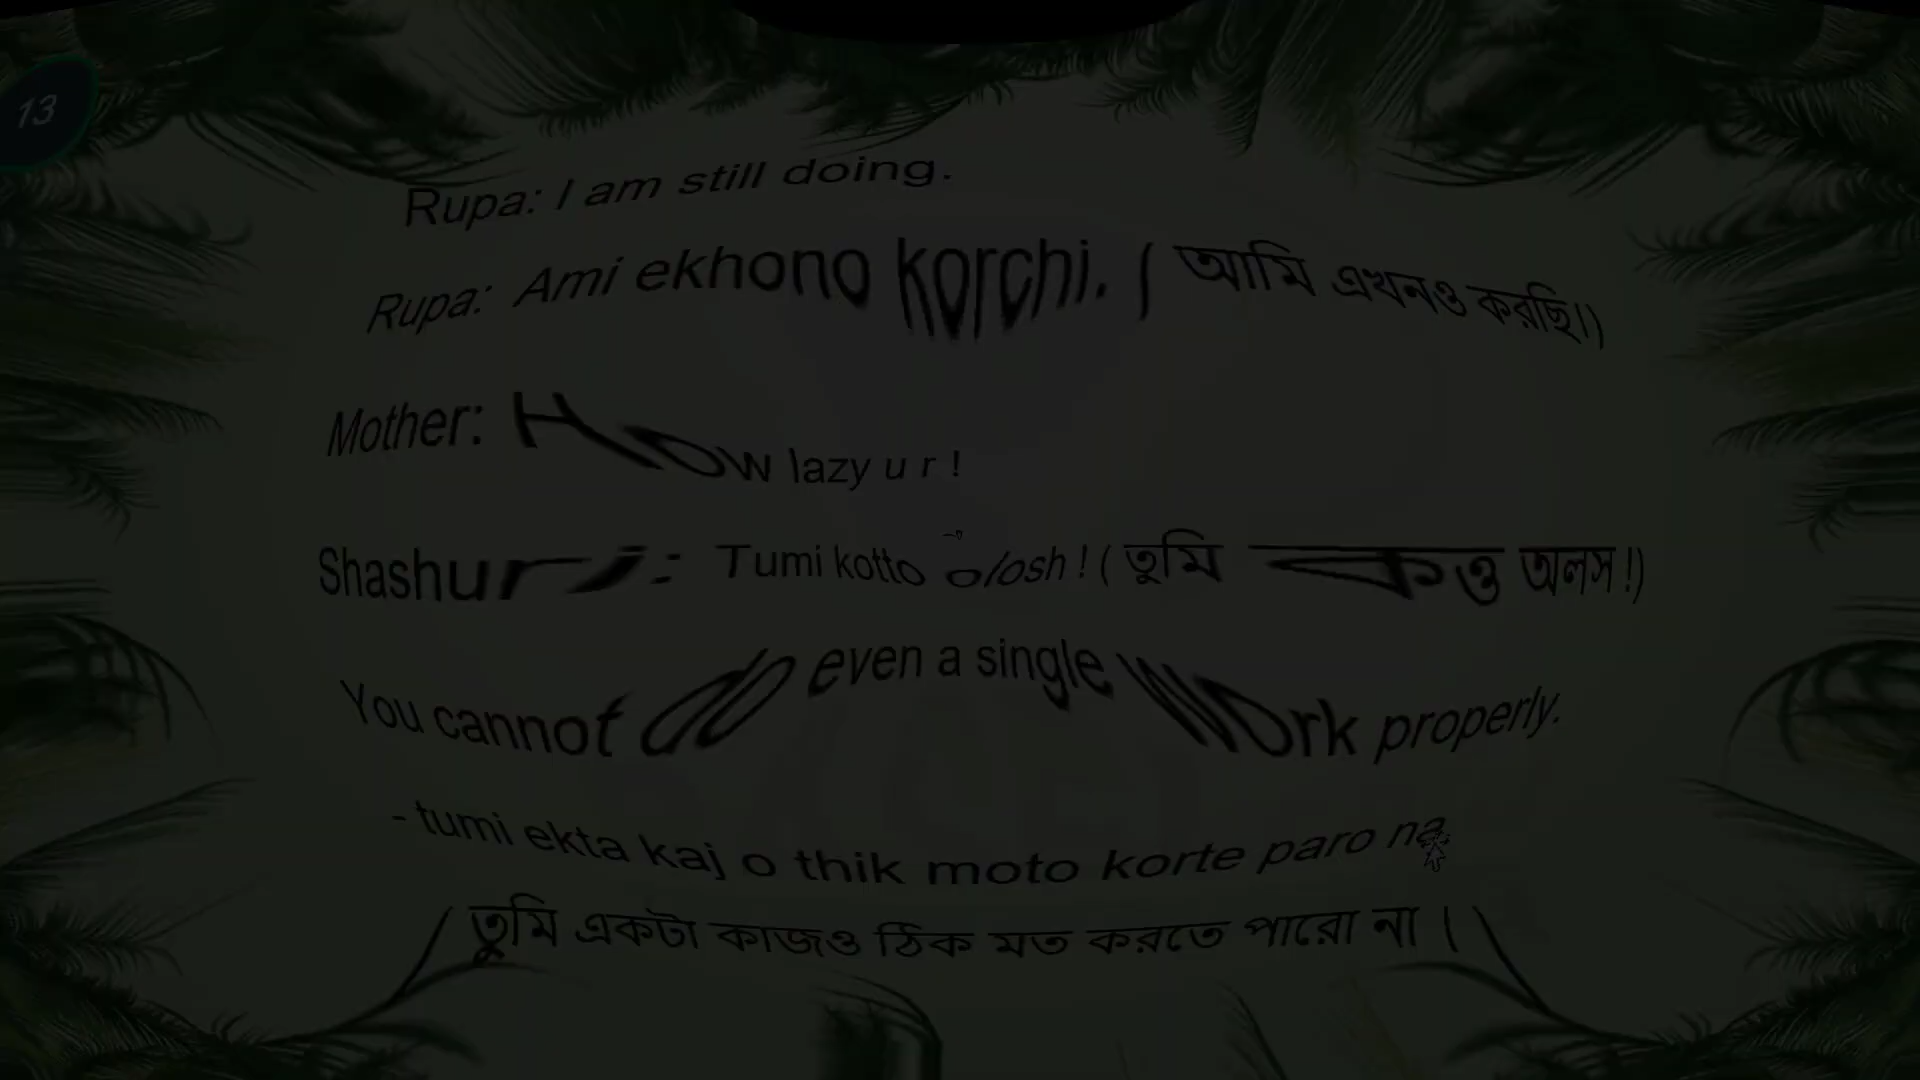 13
Rupa: I am still doing.
Rupa: Ami ekhono korchi. ( আমি এখনও করছি।)
Mother: How lazy u r !
Shashuri: Tumi kotto olosh ! ( তুমি কত্ত অলস !)
You cannot do even a single work properly.
- tumi ekta kaj o thik moto korte paro na
( তুমি একটা কাজও ঠিক মত করতে পারো না । )